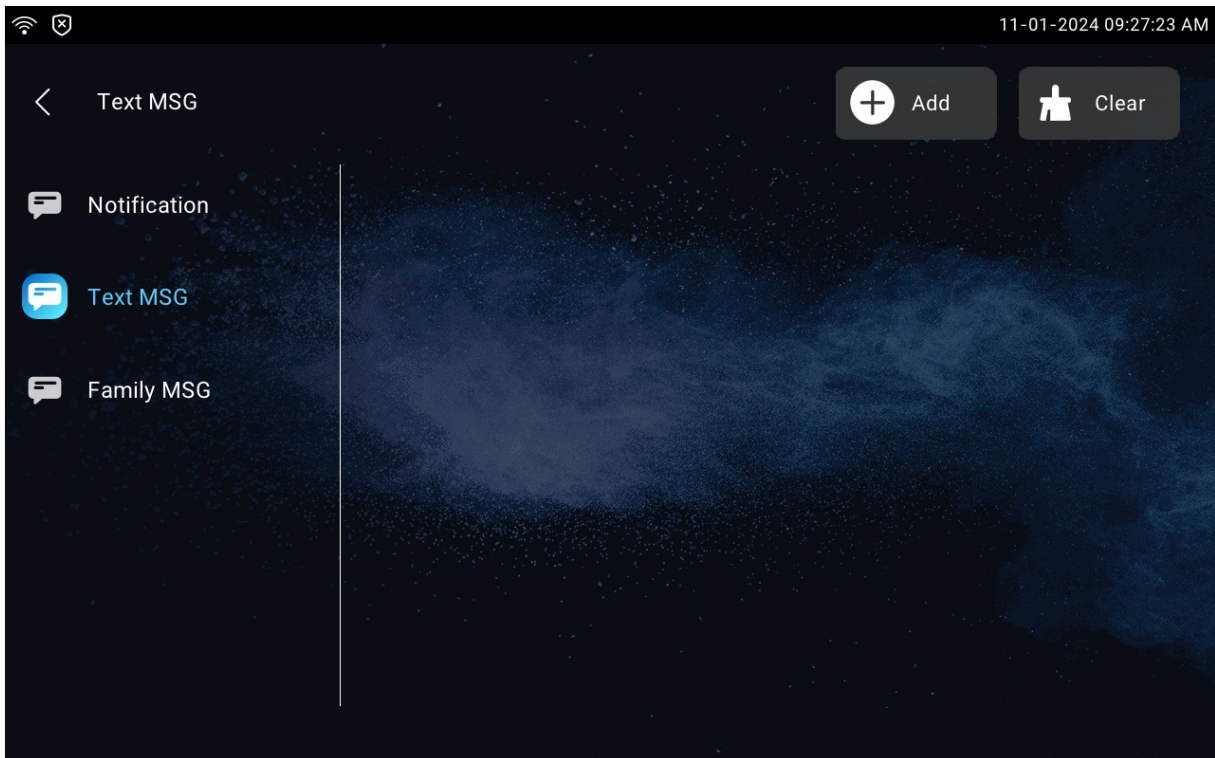 11-01-2024 09:27:23 AM
Text MSG
Add
Clear
Notification
Text MSG
Family MSG